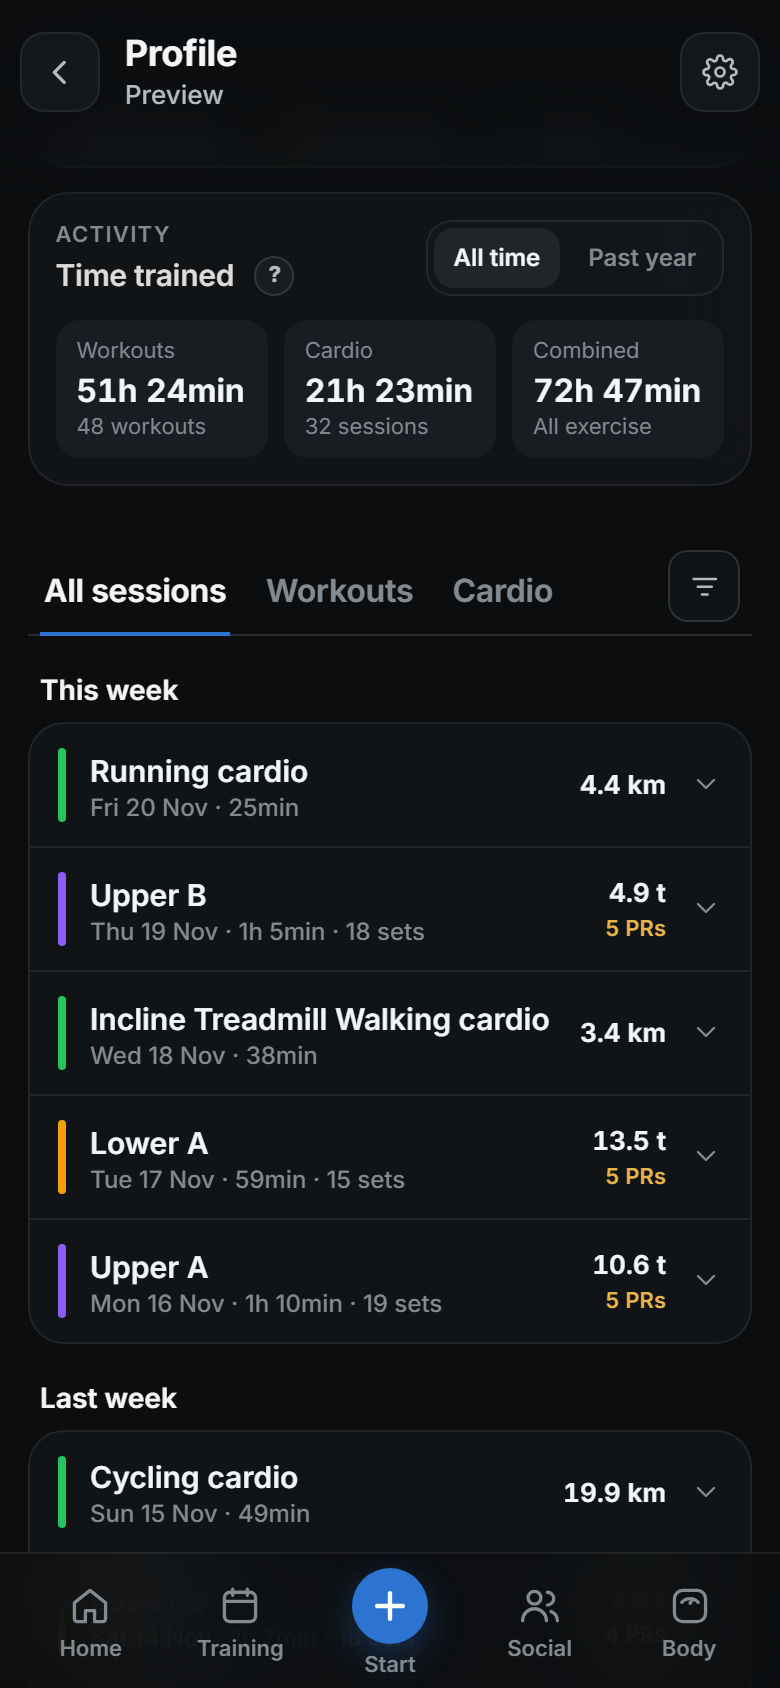 Profile
Preview
ACTIVITY
Time trained ?
All time Past year
Workouts
51h 24min
48 workouts
Cardio
21h 23min
32 sessions
Combined
72h 47min
All exercise
All sessions Workouts Cardio
This week
Running cardio
Fri 20 Nov · 25min
4.4 km
Upper B
Thu 19 Nov · 1h 5min · 18 sets
4.9 t
5 PRs
Incline Treadmill Walking cardio
Wed 18 Nov · 38min
3.4 km
Lower A
Tue 17 Nov · 59min · 15 sets
13.5 t
5 PRs
Upper A
Mon 16 Nov · 1h 10min · 19 sets
10.6 t
5 PRs
Last week
Cycling cardio
Sun 15 Nov · 49min
19.9 km
Home Training Start Social Body